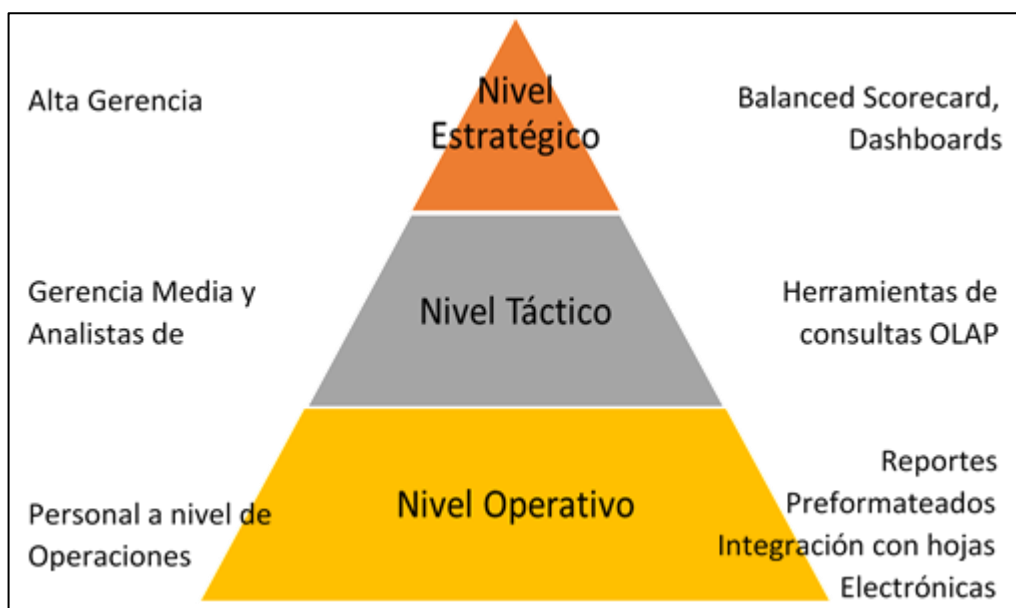 Alta Gerencia
Nivel
Estratégico
Balanced Scorecard,
Dashboards
Gerencia Media y
Analistas de
Nivel Táctico
Herramientas de
consultas OLAP
Personal a nivel de
Operaciones
Nivel Operativo
Reportes
Preformateados
Integración con hojas
Electrónicas